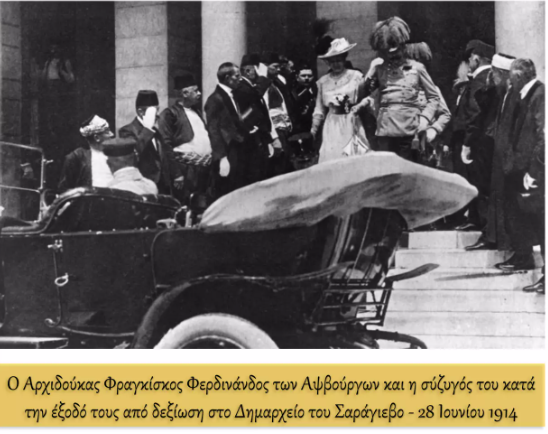 Ο Αρχιδούκας Φραγκίσκος Φερδινάνδος των Αψβούργων και η σύζυγός του κατά
την έξοδό τους από δεξίωση στο Δημαρχείο του Σαράγιεβο - 28 Ιουνίου 1914